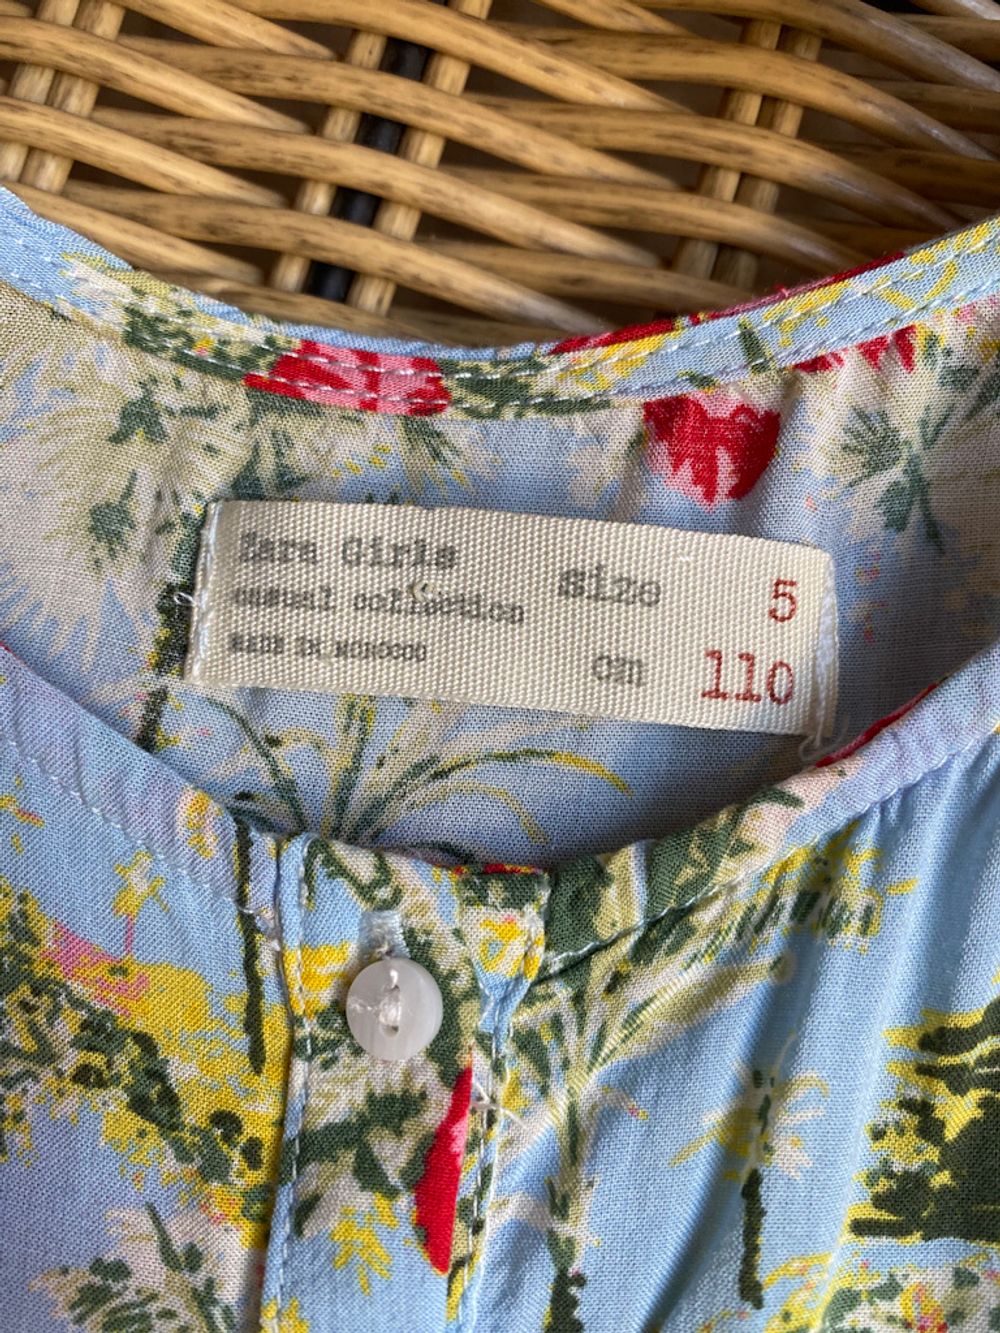 Zara Girls
casual collection
MADE IN MOROCCO
size 5
cm 110